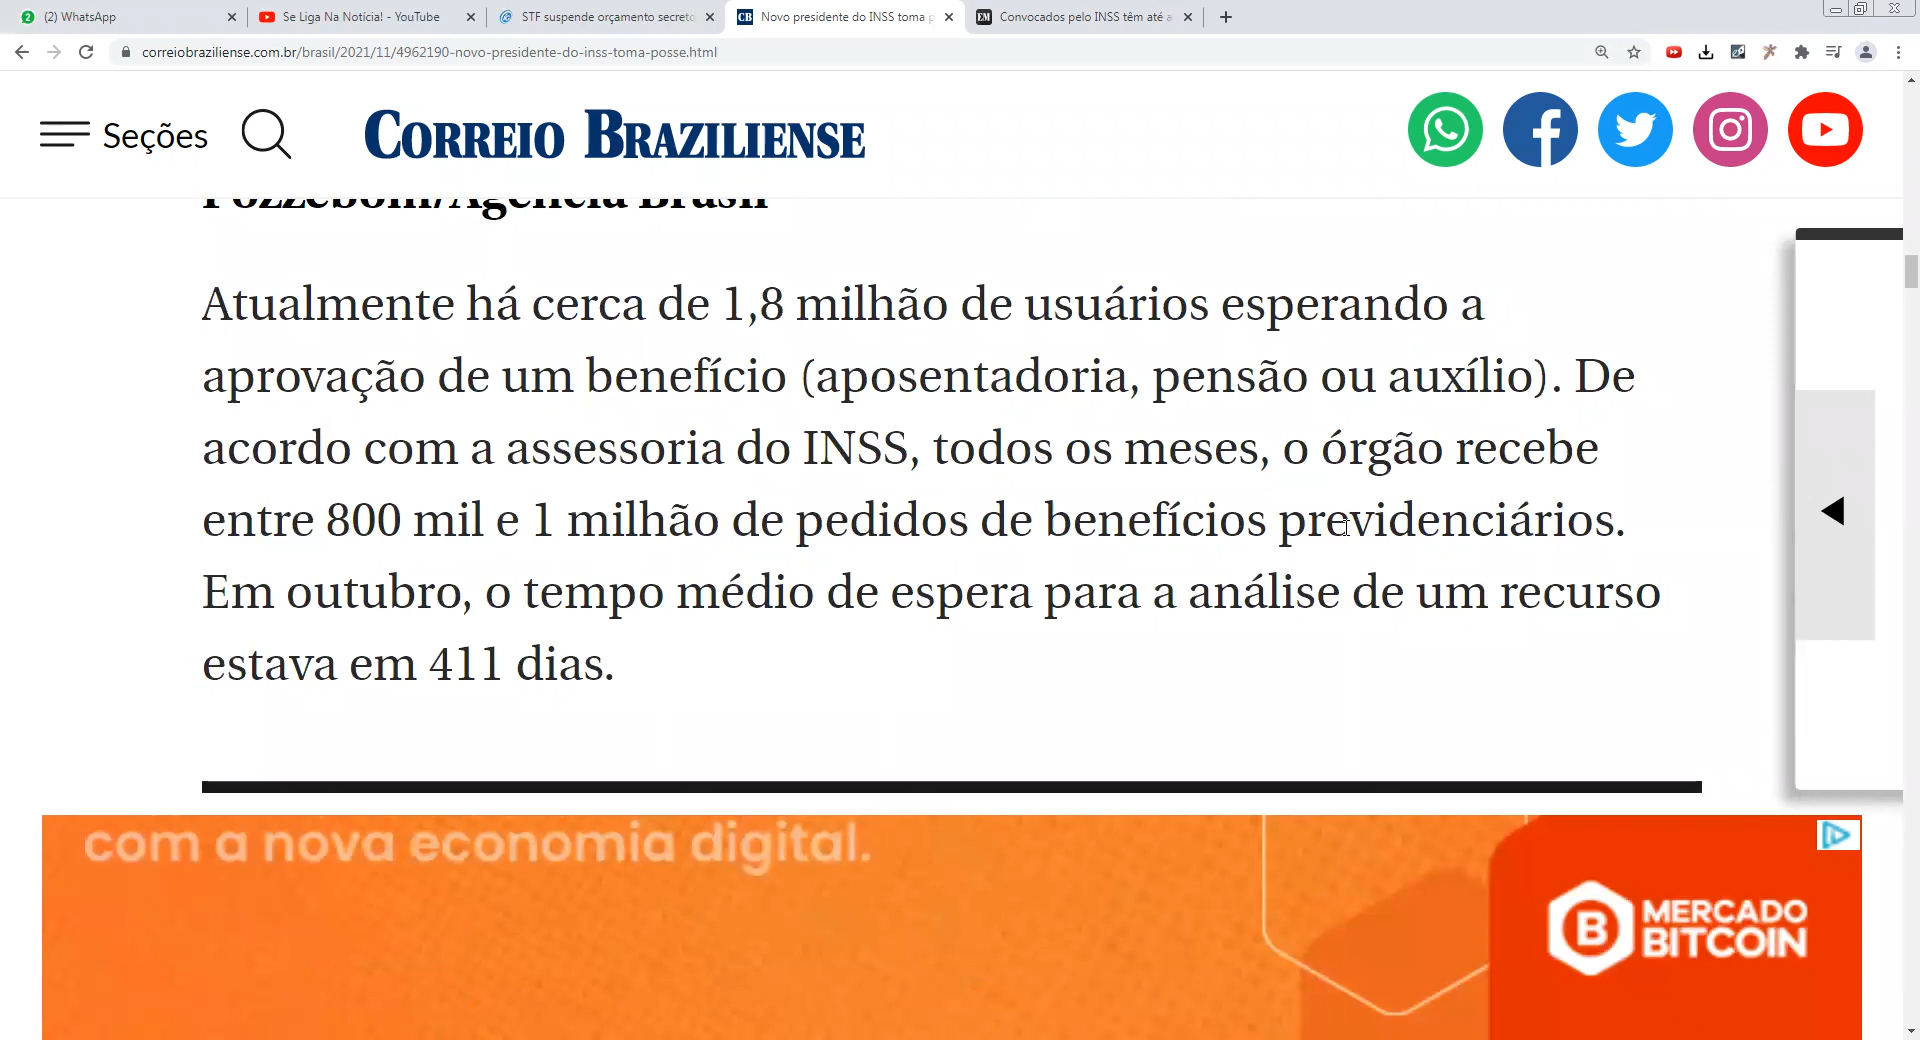 (2) WhatsApp
Se Liga Na Notícia! - YouTube
STF suspende orçamento secreto
Novo presidente do INSS toma p
Convocados pelo INSS têm até a
correiobraziliense.com.br/brasil/2021/11/4962190-novo-presidente-do-inss-toma-posse.html
Seções
CORREIO BRAZILIENSE
Pozzebom/Agência Brasil
Atualmente há cerca de 1,8 milhão de usuários esperando a
aprovação de um benefício (aposentadoria, pensão ou auxílio). De
acordo com a assessoria do INSS, todos os meses, o órgão recebe
entre 800 mil e 1 milhão de pedidos de benefícios previdenciários.
Em outubro, o tempo médio de espera para a análise de um recurso
estava em 411 dias.
com a nova economia digital.
MERCADO
BITCOIN